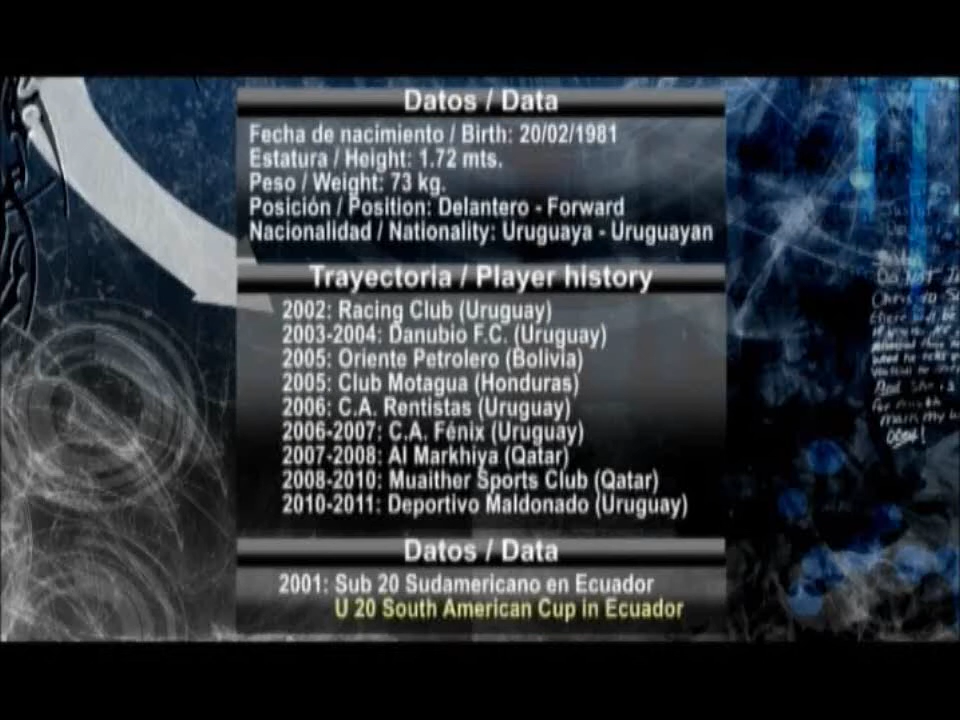 Datos / Data
Fecha de nacimiento / Birth: 20/02/1981
Estatura / Height: 1.72 mts.
Peso / Weight: 73 kg.
Posición / Position: Delantero - Forward
Nacionalidad / Nationality: Uruguaya - Uruguayan
Trayectoria / Player history
2002: Racing Club (Uruguay)
2003-2004: Danubio F.C. (Uruguay)
2005: Oriente Petrolero (Bolivia)
2005: Club Motagua (Honduras)
2006: C.A. Rentistas (Uruguay)
2006-2007: C.A. Fénix (Uruguay)
2007-2008: Al Markhiya (Qatar)
2008-2010: Muaither Sports Club (Qatar)
2010-2011: Deportivo Maldonado (Uruguay)
Datos / Data
2001: Sub 20 Sudamericano en Ecuador
U 20 South American Cup in Ecuador